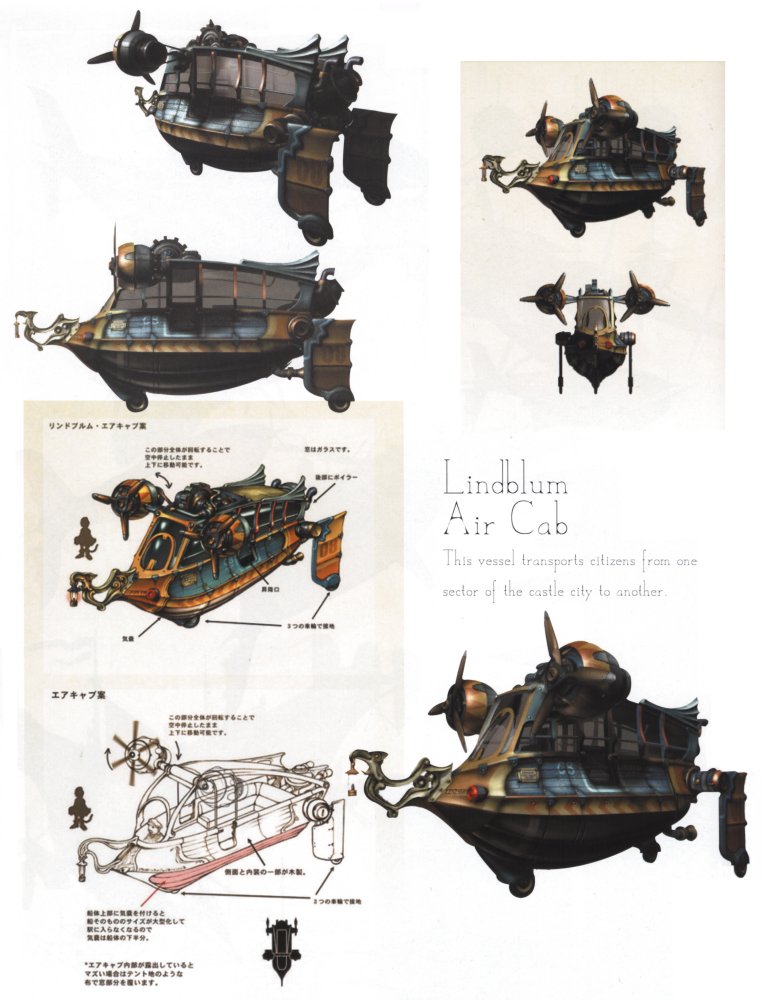 リンドブルム・エアキャブ案
この部分全体が回転することで
空中停止したまま
上下に移動可能です。
窓はガラスです。
後部にボイラー
昇降口
気嚢
3つの車輪で接地
Lindblum
Air Cab
This vessel transports citizens from one
sector of the castle city to another.
エアキャブ案
この部分全体が回転することで
空中停止したまま
上下に移動可能です。
側面と内装の一部が木製。
3つの車輪で接地
船体上部に気嚢を付けると
船そのもののサイズが大型化して
駅に入らなくなるので
気嚢は船体の下半分。
*エアキャブ内部が露出していると
マズい場合はテント地のような
布で窓部分を覆います。